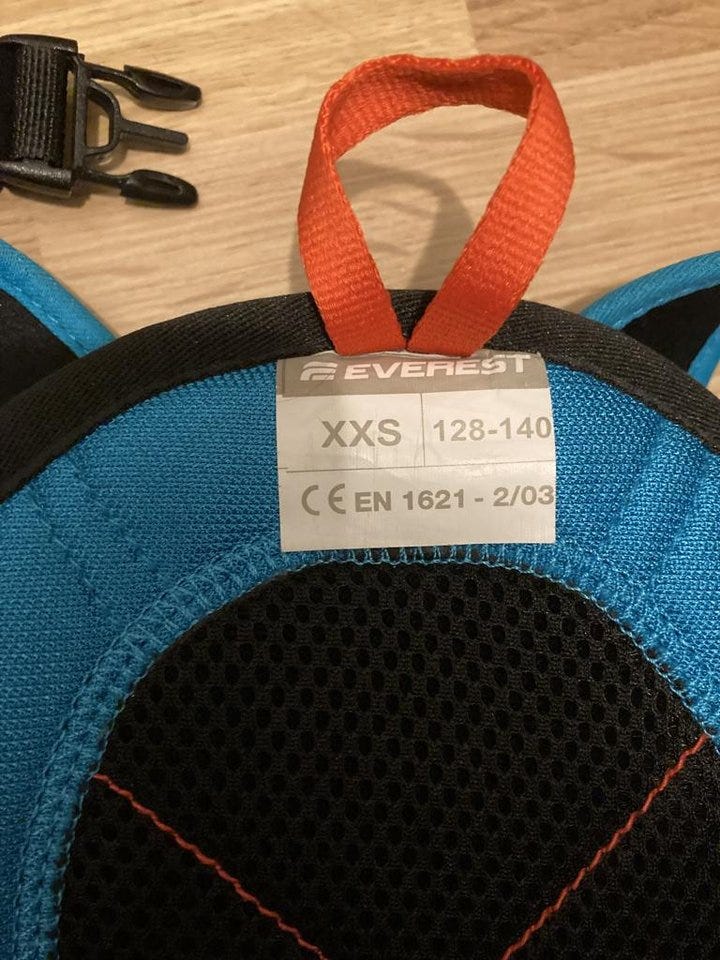 EVEREST
XXS 128-140
CE EN 1621 - 2/03